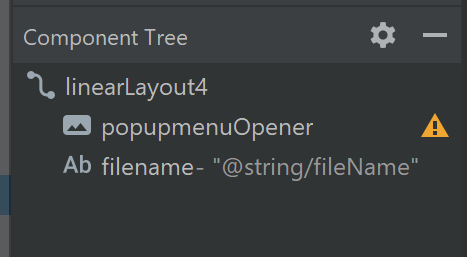 Component Tree
linearLayout4
popupmenuOpener
Ab filename- "@string/fileName"